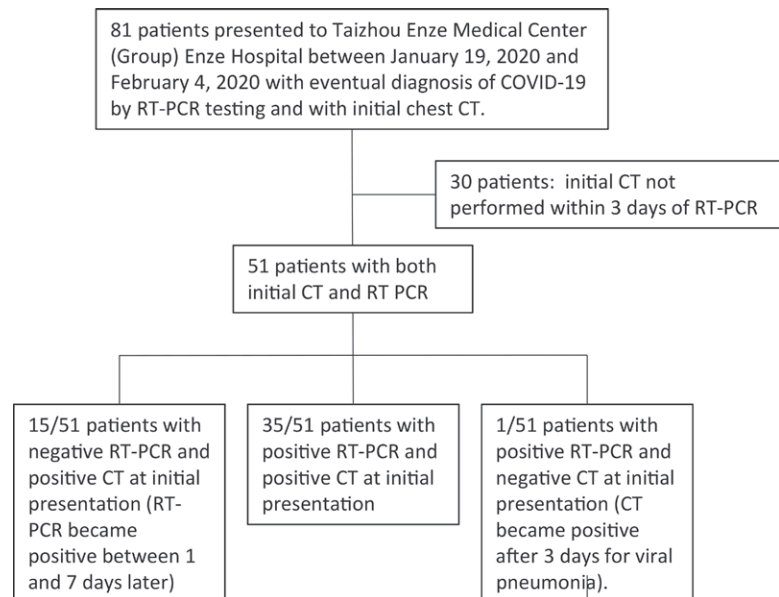 81 patients presented to Taizhou Enze Medical Center
(Group) Enze Hospital between January 19, 2020 and
February 4, 2020 with eventual diagnosis of COVID-19
by RT-PCR testing and with initial chest CT.
30 patients:  initial CT not
performed within 3 days of RT-PCR
51 patients with both
initial CT and RT PCR
15/51 patients with
negative RT-PCR and
positive CT at initial
presentation (RT-
PCR became
positive between 1
and 7 days later)
35/51 patients with
positive RT-PCR and
positive CT at initial
presentation
1/51 patients with
positive RT-PCR and
negative CT at initial
presentation (CT
became positive
after 3 days for viral
pneumonia).